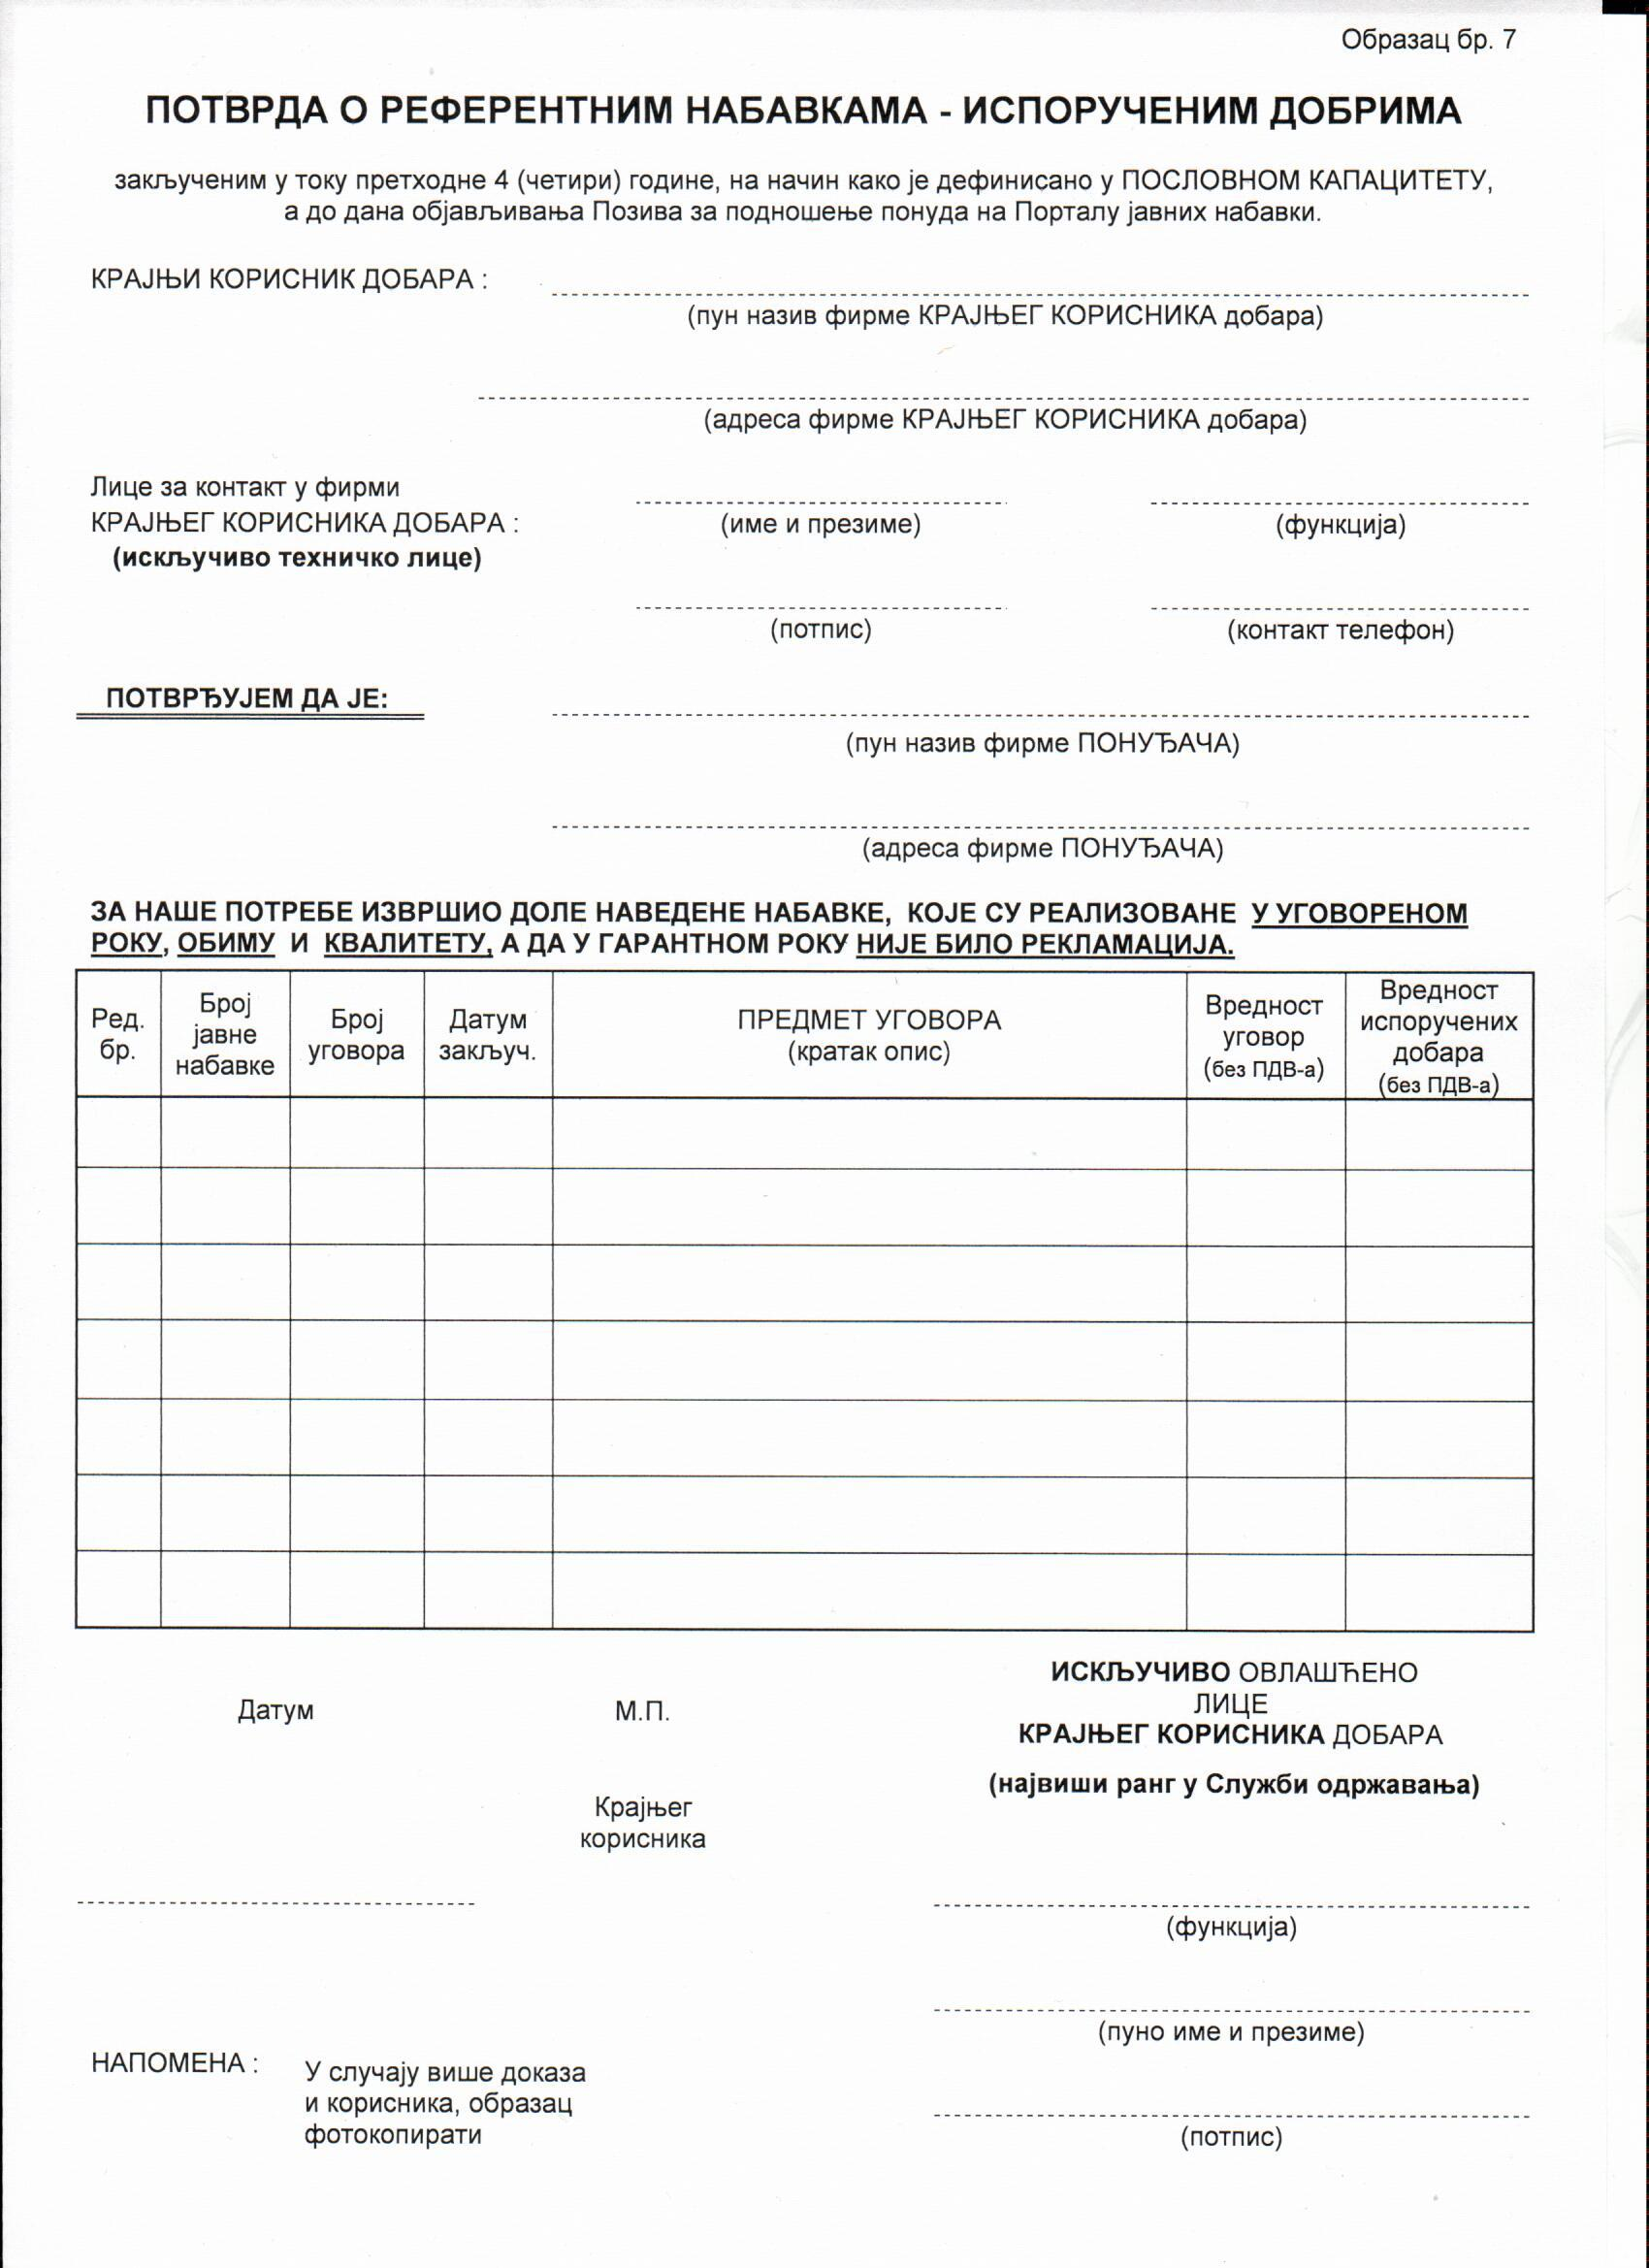 Образац бр. 7
ПОТВРДА О РЕФЕРЕНТНИМ НАБАВКАМА - ИСПОРУЧЕНИМ ДОБРИМА
закљученим у току претходне 4 (четири) године, на начин како је дефинисано у ПОСЛОВНОМ КАПАЦИТЕТУ,
а до дана објављивања Позива за подношење понуда на Порталу јавних набавки.
КРАЈЊИ КОРИСНИК ДОБАРА :
(пун назив фирме КРАЈЊЕГ КОРИСНИКА добара)
(адреса фирме КРАЈЊЕГ КОРИСНИКА добара)
Лице за контакт у фирми
КРАЈЊЕГ КОРИСНИКА ДОБАРА :
(искључиво техничко лице)
(име и презиме)
(функција)
(потпис)
(контакт телефон)
ПОТВРЂУЈЕМ ДА ЈЕ:
(пун назив фирме ПОНУЂАЧА)
(адреса фирме ПОНУЂАЧА)
ЗА НАШЕ ПОТРЕБЕ ИЗВРШИО ДОЛЕ НАВЕДЕНЕ НАБАВКЕ, КОЈЕ СУ РЕАЛИЗОВАНЕ У УГОВОРЕНОМ
РОКУ, ОБИМУ И КВАЛИТЕТУ, А ДА У ГАРАНТНОМ РОКУ НИЈЕ БИЛО РЕКЛАМАЦИЈА.
Ред.
бр.
Број
јавне
набавке
Број
уговора
Датум
закључ.
ПРЕДМЕТ УГОВОРА
(кратак опис)
Вредност
уговор
(без ПДВ-а)
Вредност
испоручених
добара
(без ПДВ-а)
Датум
М.П.
Крајњег
корисника
ИСКЉУЧИВО ОВЛАШЋЕНО
ЛИЦЕ
КРАЈЊЕГ КОРИСНИКА ДОБАРА
(највиши ранг у Служби одржавања)
(функција)
(пуно име и презиме)
(потпис)
НАПОМЕНА :
У случају више доказа
и корисника, образац
фотокопирати